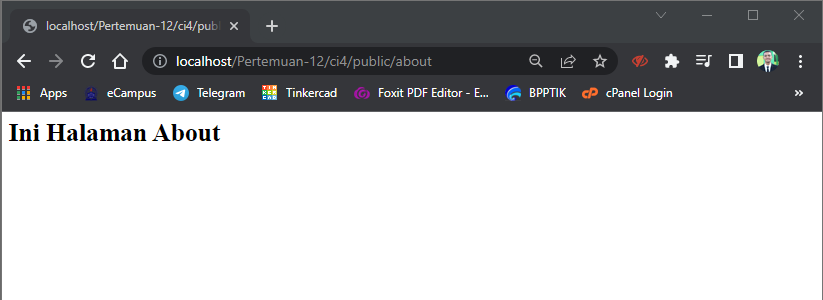 localhost/Pertemuan-12/ci4/publ
localhost/Pertemuan-12/ci4/public/about
Apps eCampus Telegram Tinkercad Foxit PDF Editor - E... BPPTIK cPanel Login »
Ini Halaman About